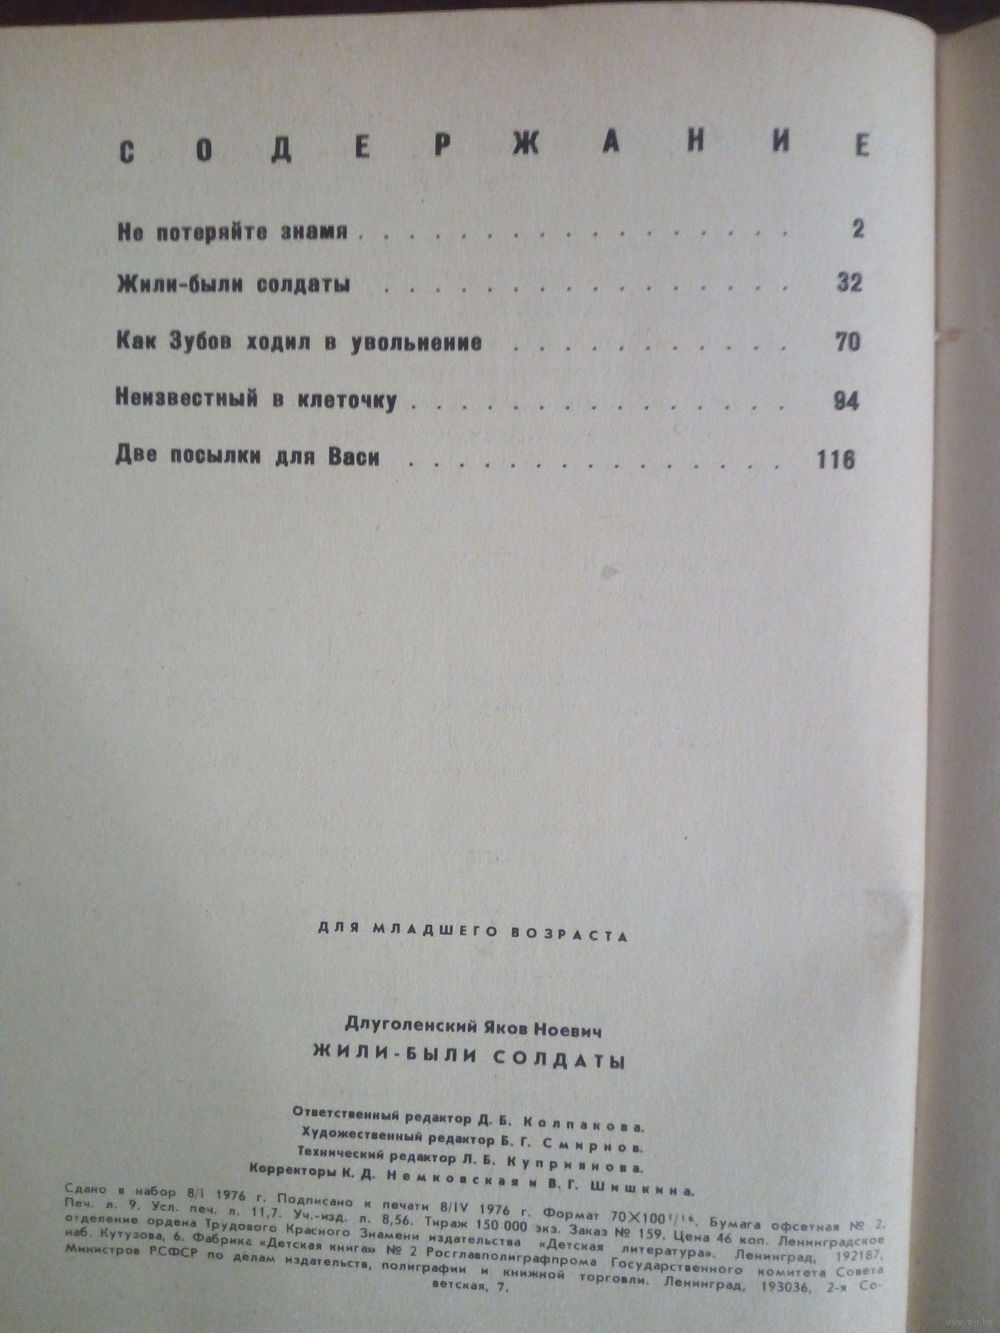 СОДЕРЖАНИЕ
Не потеряйте знамя . . . . . . . . . . . . . . . . . . 2
Жили-были солдаты . . . . . . . . . . . . . . . . . 32
Как Зубов ходил в увольнение . . . . . . . . . . . 70
Неизвестный в клеточку . . . . . . . . . . . . . . . 94
Две посылки для Васи . . . . . . . . . . . . . . . 116
ДЛЯ МЛАДШЕГО ВОЗРАСТА
Длуголенский Яков Ноевич
ЖИЛИ-БЫЛИ СОЛДАТЫ
Ответственный редактор Д. Б. Колпакова.
Художественный редактор Б. Г. Смирнов.
Технический редактор Л. Б. Куприянова.
Корректоры К. Д. Немковская и В. Г. Шишкина.
Сдано в набор 8/I 1976 г. Подписано к печати 8/IV 1976 г. Формат 70×100 1/16. Бумага офсетная № 2.
Печ. л. 9. Усл. печ. л. 11,7. Уч.-изд. л. 8,56. Тираж 150 000 экз. Заказ № 159. Цена 46 коп. Ленинградское
отделение ордена Трудового Красного Знамени издательства «Детская литература». Ленинград, 192187,
наб. Кутузова, 6. Фабрика «Детская книга» № 2 Росглавполиграфпрома Государственного комитета Совета
Министров РСФСР по делам издательств, полиграфии и книжной торговли. Ленинград, 193036, 2-я Со-
ветская, 7.
www.ay.by